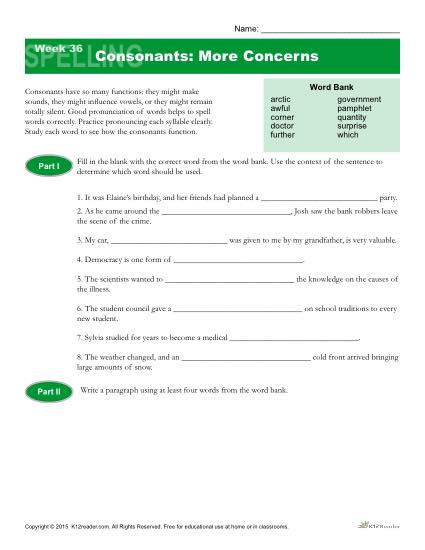 Name: ____________________
Week 36
SPELLING
Consonants: More Concerns
Consonants have so many functions: they might make
sounds, they might influence vowels, or they might remain
totally silent. Good pronunciation of words helps to spell
words correctly. Practice pronouncing each syllable clearly.
Study each word to see how the consonants function.
Word Bank
arctic government
awful pamphlet
corner quantity
doctor surprise
further which
Part I
Fill in the blank with the correct word from the word bank. Use the context of the sentence to
determine which word should be used.
1. It was Elaine's birthday, and her friends had planned a ____________________ party.
2. As he came around the ____________________, Josh saw the bank robbers leave
the scene of the crime.
3. My car, ____________________ was given to me by my grandfather, is very valuable.
4. Democracy is one form of ____________________.
5. The scientists wanted to ____________________ the knowledge on the causes of
the illness.
6. The student council gave a ____________________ on school traditions to every
new student.
7. Sylvia studied for years to become a medical ____________________.
8. The weather changed, and an ____________________ cold front arrived bringing
large amounts of snow.
Part II
Write a paragraph using at least four words from the word bank.
Copyright © 2015 K12reader.com. All Rights Reserved. Free for educational use at home or in classrooms.
K12Reader